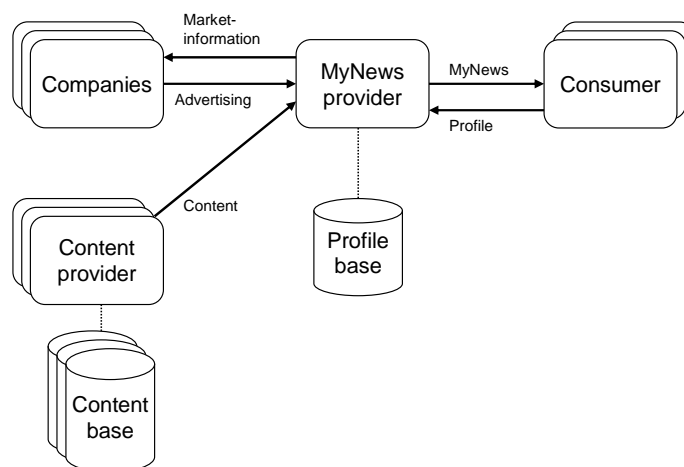 Market-
information
Companies
Advertising
MyNews
provider
MyNews
Profile
Consumer
Content
Content
provider
Profile
base
Content
base